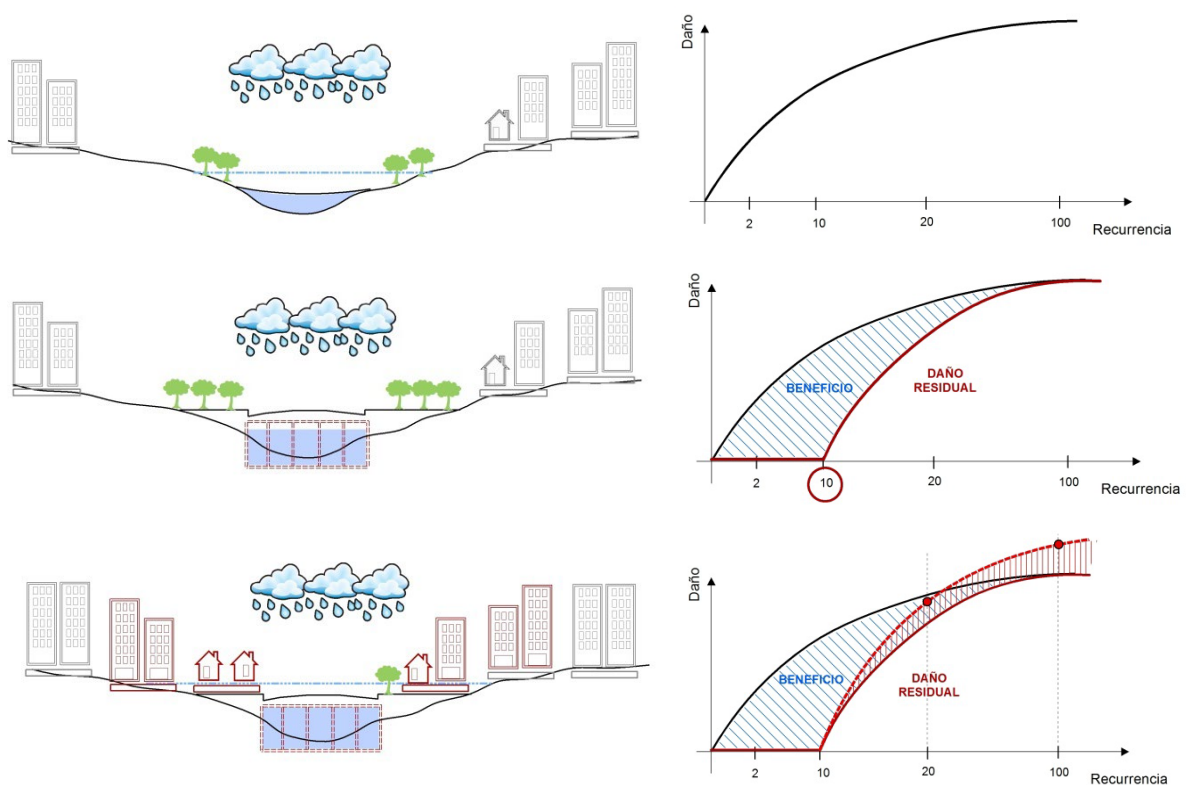 Daño
2
10
20
100
Recurrencia
Daño
BENEFICIO
DAÑO
RESIDUAL
2
10
20
100
Recurrencia
Daño
BENEFICIO
DAÑO
RESIDUAL
2
10
20
100
Recurrencia